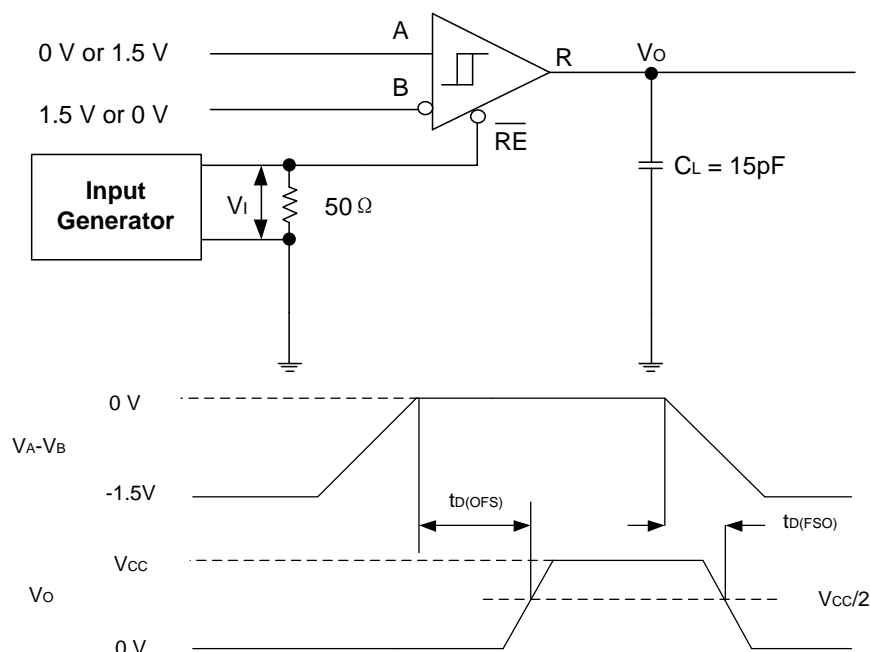 A
0 V or 1.5 V
R
VO
B
1.5 V or 0 V
RE
CL = 15pF
Input
Generator
VI
50 Ω
0 V
VA-VB
-1.5V
tD(OFS)
tD(FSO)
VCC
VO
VCC/2
0 V